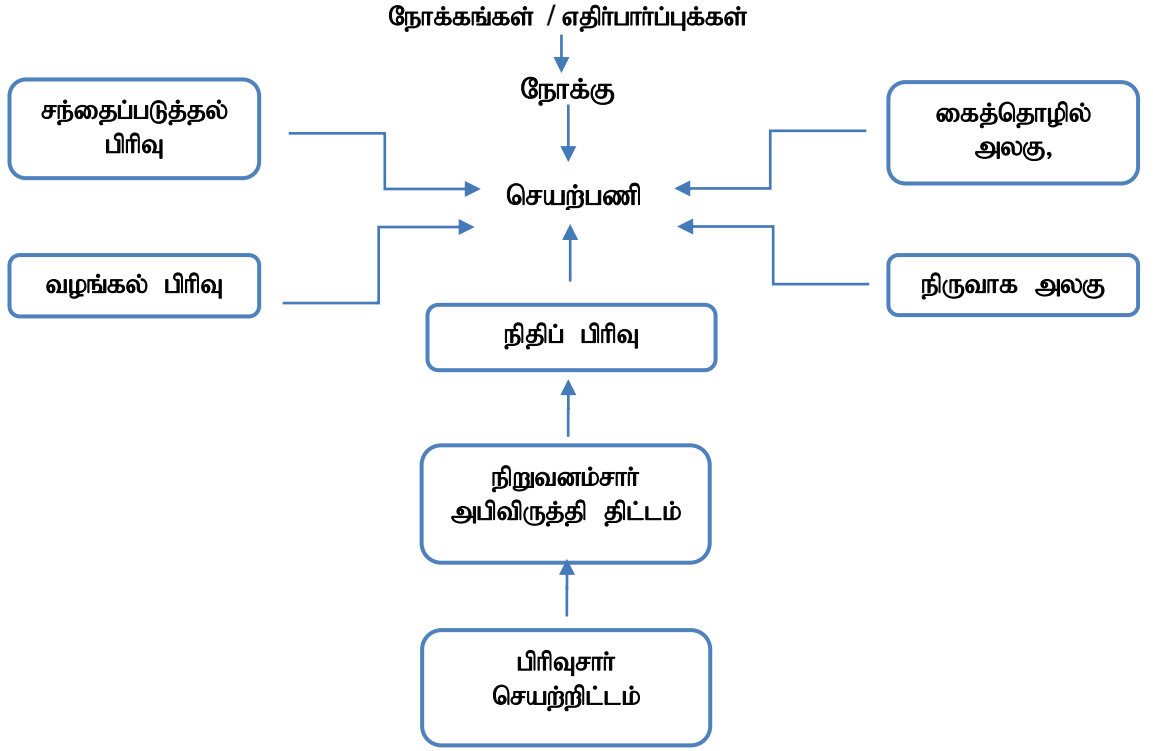 நோக்கங்கள் / எதிர்பார்ப்புக்கள்
நோக்கு
சந்தைப்படுத்தல்
பிரிவு
கைத்தொழில்
அலகு,
செயற்பணி
வழங்கல் பிரிவு
நிருவாக அலகு
நிதிப் பிரிவு
நிறுவனம்சார்
அபிவிருத்தி திட்டம்
பிரிவுசார்
செயற்றிட்டம்